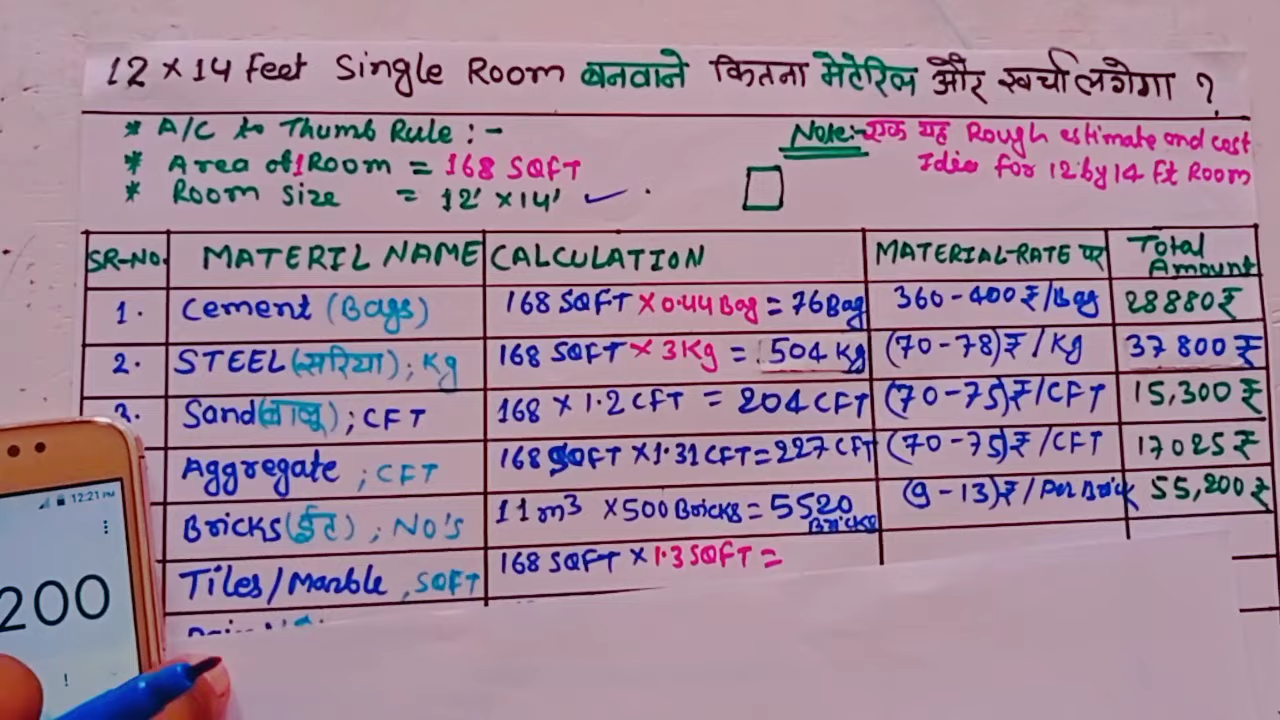 12 × 14 feet Single Room बनवाने कितना मेटेरिल और खर्चा लगेगा ?
* A/C to Thumb Rule :-
* Area of 1 Room = 168 SQFT
* Room Size = 12' × 14'
Note:- एक यह Rough estimate and cost
Idea for 12 by 14 Ft Room
SR-NO. MATERIL NAME CALCULATION MATERIAL-RATE पर Total Amount
1. Cement (Bags) 168 SQFT × 0.44 Bag = 76 Bag 360-400 ₹/Bag 28880 ₹
2. STEEL (सरिया) ; Kg 168 SQFT × 3 Kg = 504 Kg (70-78) ₹/Kg 37800 ₹
3. Sand (बालू) ; CFT 168 × 1.2 CFT = 204 CFT (70-75) ₹/CFT 15,300 ₹
Aggregate ; CFT 168 SQFT × 1.31 CFT = 227 CFT (70-75) ₹/CFT 17025 ₹
Bricks (ईंट) ; NO's 11 m³ × 500 Bricks = 5520 Bricks (9-13) ₹/Per Brick 55,200 ₹
Tiles/Marble , SQFT 168 SQFT × 1.3 SQFT =
12:21 PM
200